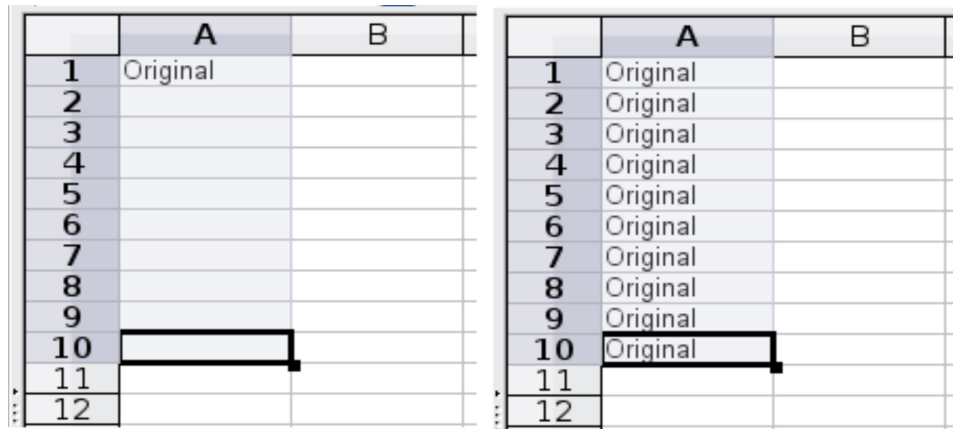 A B
1 Original
2
3
4
5
6
7
8
9
10
11
12
A B
1 Original
2 Original
3 Original
4 Original
5 Original
6 Original
7 Original
8 Original
9 Original
10 Original
11
12